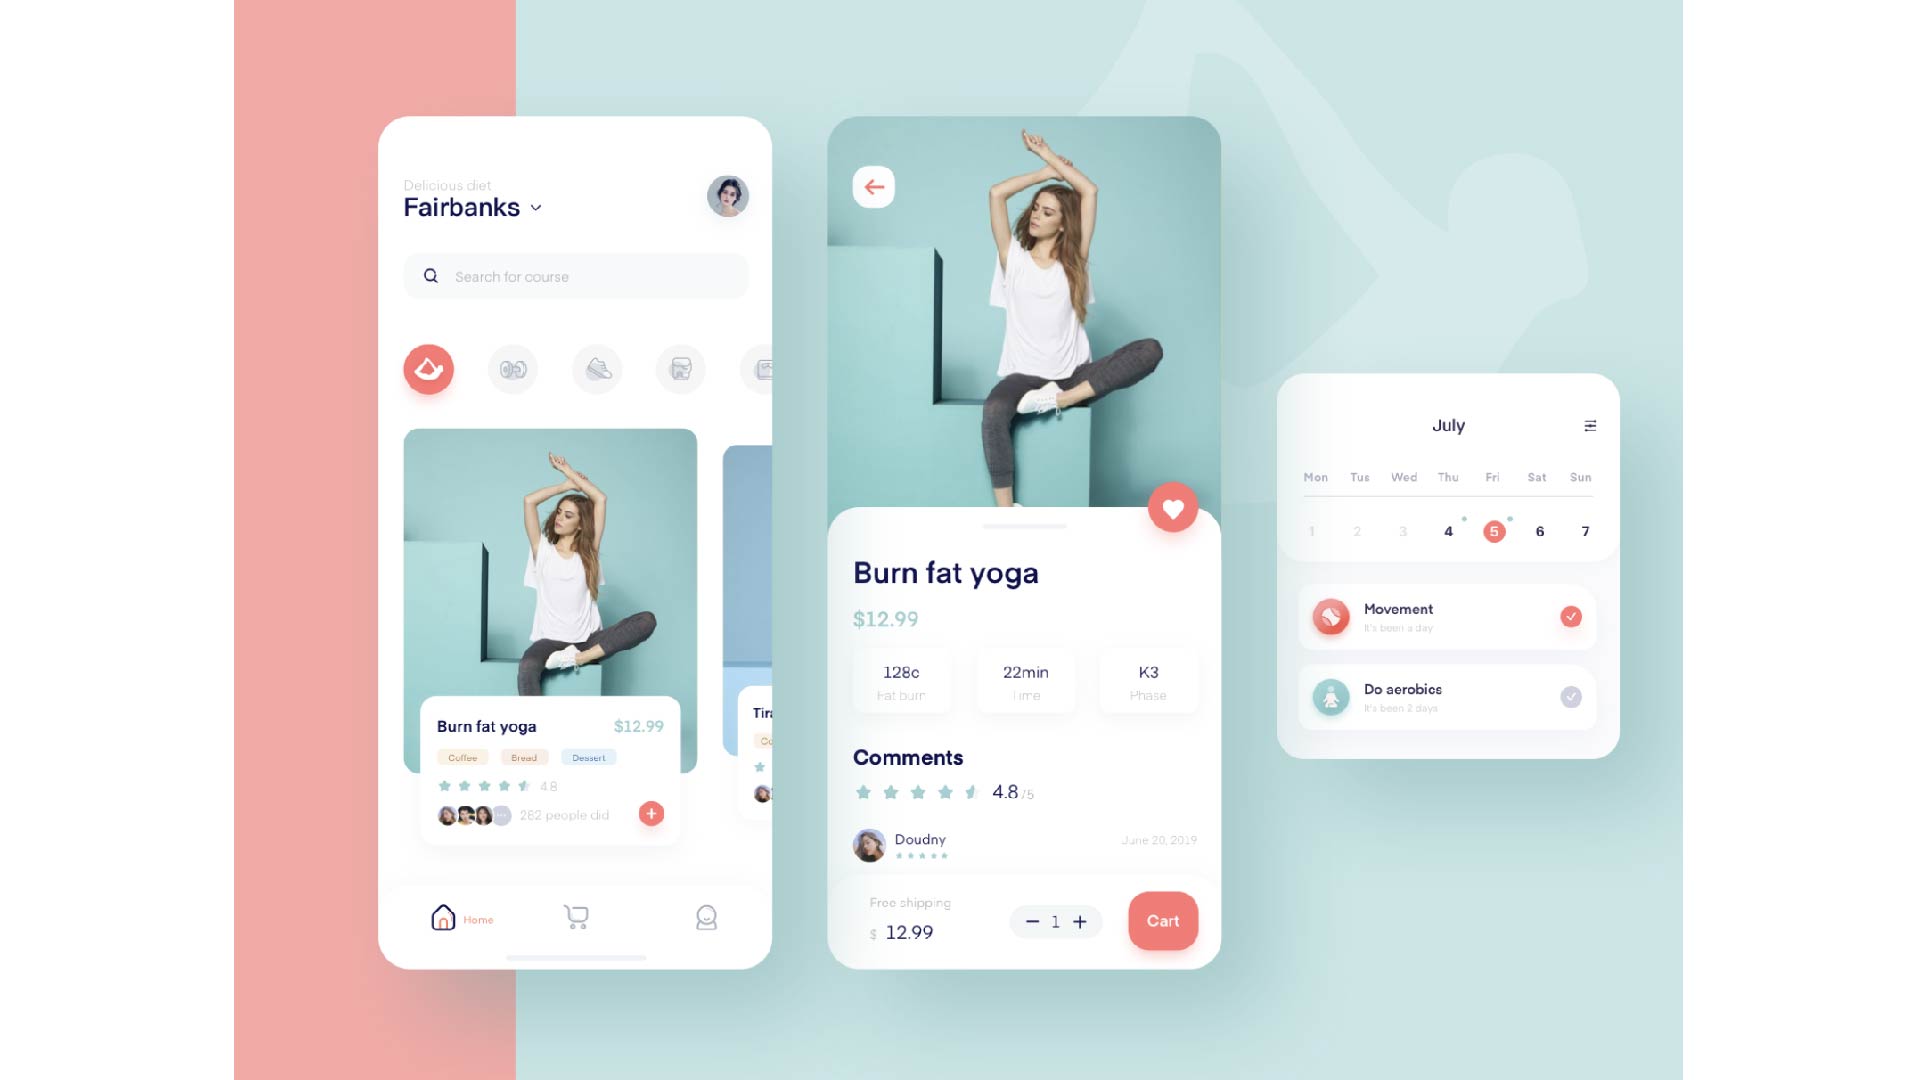 Delicious diet
Fairbanks
Search for course
Burn fat yoga $12.99
Coffee Bread Dessert
4.8
282 people did
Home
Burn fat yoga
$12.99
128c 22min K3
Fat burn Time Phase
Comments
4.8 /5
Doudny June 20, 2019
Free shipping
$ 12.99
1
Cart
July
Mon Tus Wed Thu Fri Sat Sun
1 2 3 4 5 6 7
Movement
It's been a day
Do aerobics
It's been 2 days